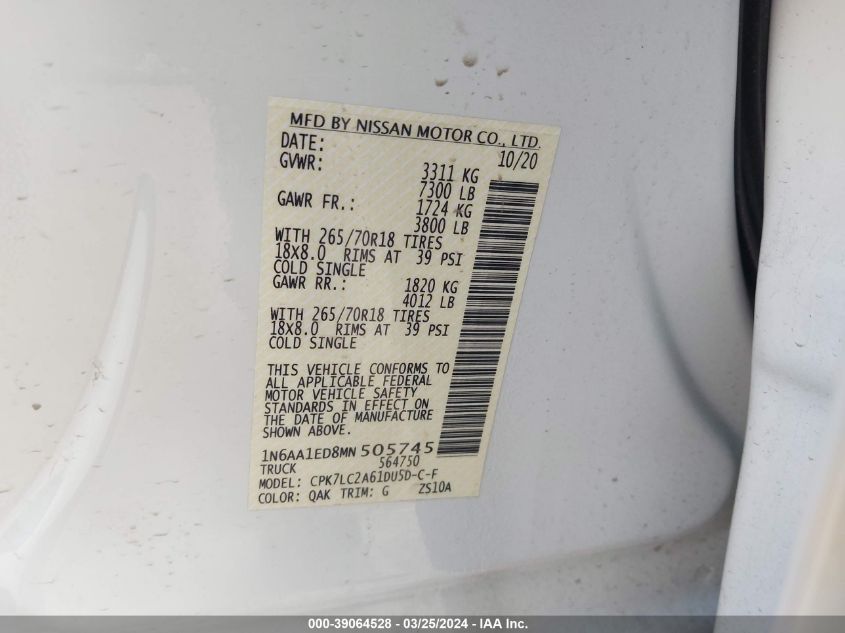 MFD BY NISSAN MOTOR CO., LTD.
DATE: 10/20
GVWR: 3311 KG
7300 LB
GAWR FR.: 1724 KG
3800 LB
WITH 265/70R18 TIRES
18X8.0 RIMS AT 39 PSI
COLD SINGLE
GAWR RR.: 1820 KG
4012 LB
WITH 265/70R18 TIRES
18X8.0 RIMS AT 39 PSI
COLD SINGLE
THIS VEHICLE CONFORMS TO
ALL APPLICABLE FEDERAL
MOTOR VEHICLE SAFETY
STANDARDS IN EFFECT ON
THE DATE OF MANUFACTURE
SHOWN ABOVE.
1N6AA1ED8MN505745
TRUCK 564750
MODEL: CPK7LC2A61DU5D-C-F
COLOR: QAK TRIM: G ZS10A
000-39064528 - 03/25/2024 - IAA Inc.